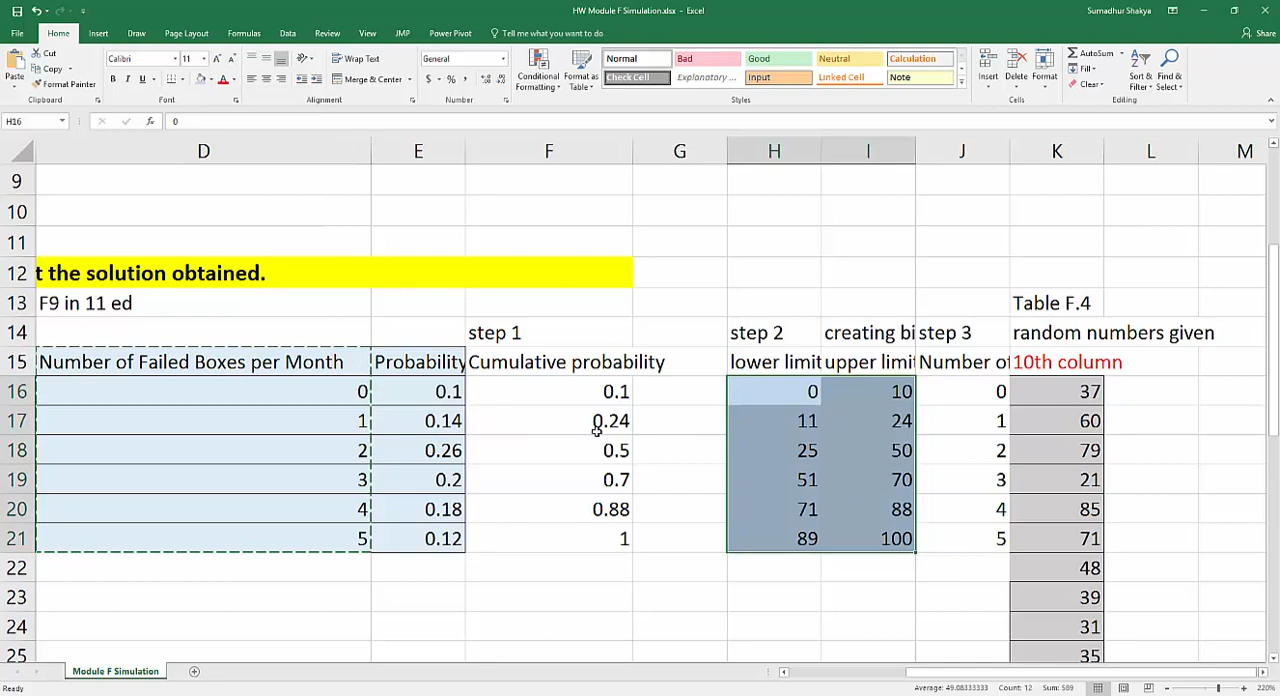 HW Module F Simulation.xlsx - Excel
Sumadhur Shakya
File Home Insert Draw Page Layout Formulas Data Review View JMP Power Pivot Tell me what you want to do Share
Cut
Copy
Format Painter
Paste
Clipboard
Calibri 11
B I U
Font
Wrap Text
Merge & Center
Alignment
General
$ % ,
Number
Conditional Formatting
Format as Table
Normal Bad Good Neutral Calculation
Check Cell Explanatory ... Input Linked Cell Note
Styles
Insert Delete Format
Cells
AutoSum
Fill
Clear
Sort & Filter
Find & Select
Editing
H16 fx 0
D E F G H I J K L M
9
10
11
12 t the solution obtained.
13 F9 in 11 ed Table F.4
14 step 1 step 2 creating bi step 3 random numbers given
15 Number of Failed Boxes per Month Probability Cumulative probability lower limit upper limi Number of 10th column
16 0 0.1 0.1 0 10 0 37
17 1 0.14 0.24 11 24 1 60
18 2 0.26 0.5 25 50 2 79
19 3 0.2 0.7 51 70 3 21
20 4 0.18 0.88 71 88 4 85
21 5 0.12 1 89 100 5 71
22 48
23 39
24 31
25 35
Module F Simulation
Ready Average: 49.08333333 Count: 12 Sum: 589 220%